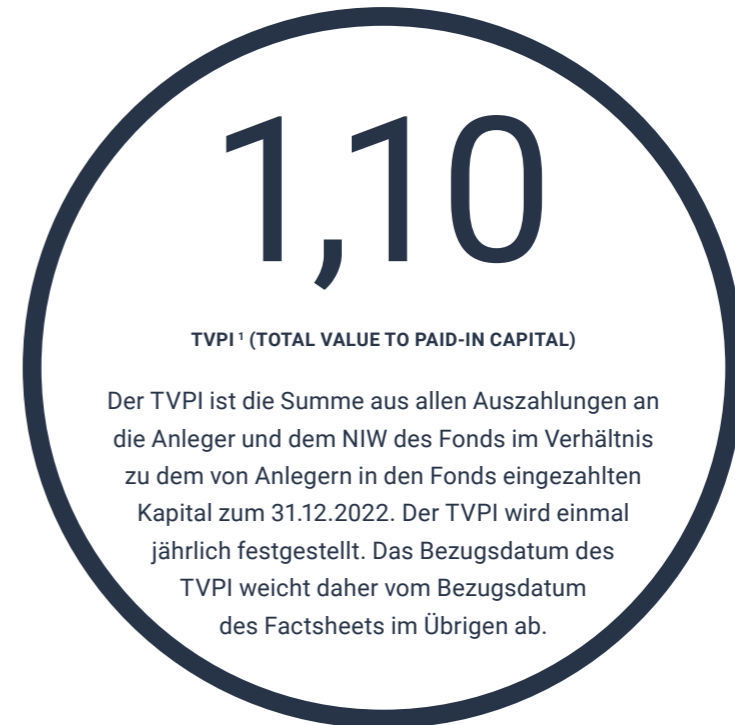 1,10
TVPI ¹ (TOTAL VALUE TO PAID-IN CAPITAL)
Der TVPI ist die Summe aus allen Auszahlungen an
die Anleger und dem NIW des Fonds im Verhältnis
zu dem von Anlegern in den Fonds eingezahlten
Kapital zum 31.12.2022. Der TVPI wird einmal
jährlich festgestellt. Das Bezugsdatum des
TVPI weicht daher vom Bezugsdatum
des Factsheets im Übrigen ab.